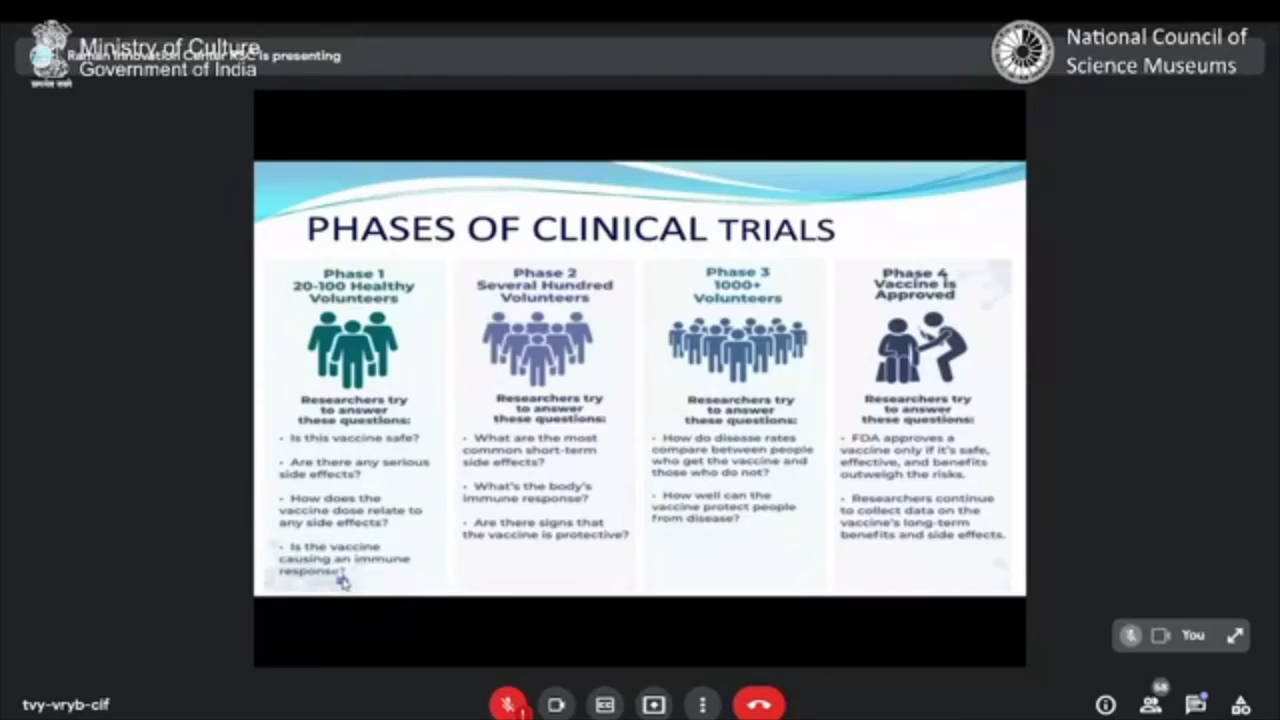 Ministry of Culture
Government of India
Raman Innovation Center RSC is presenting
National Council of
Science Museums
PHASES OF CLINICAL TRIALS
Phase 1
20-100 Healthy
Volunteers
Researchers try
to answer
these questions:
• Is this vaccine safe?
• Are there any serious
side effects?
• How does the
vaccine dose relate to
any side effects?
• Is the vaccine
causing an immune
response?
Phase 2
Several Hundred
Volunteers
Researchers try
to answer
these questions:
• What are the most
common short-term
side effects?
• What's the body's
immune response?
• Are there signs that
the vaccine is protective?
Phase 3
1000+
Volunteers
Researchers try
to answer
these questions:
• How do disease rates
compare between people
who get the vaccine and
those who do not?
• How well can the
vaccine protect people
from disease?
Phase 4
Vaccine is
Approved
Researchers try
to answer
these questions:
• FDA approves a
vaccine only if it's safe,
effective, and benefits
outweigh the risks.
• Researchers continue
to collect data on the
vaccine's long-term
benefits and side effects.
You
tvy-vryb-cif
CC